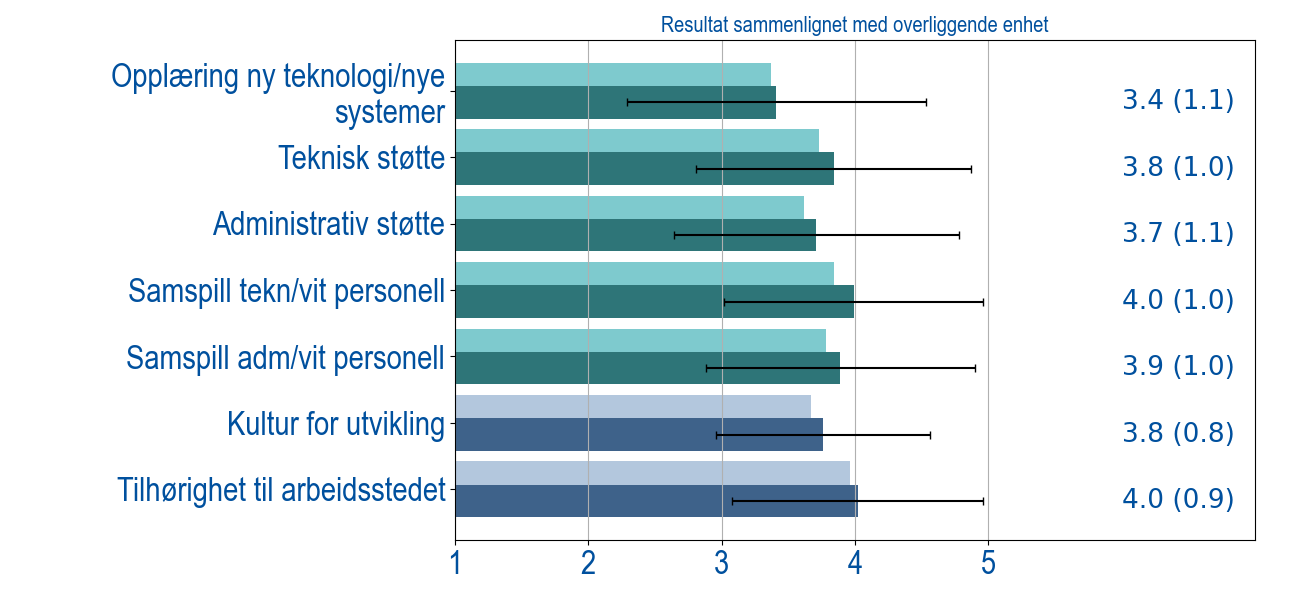 Resultat sammenlignet med overliggende enhet
Opplæring ny teknologi/nye
systemer
3.4 (1.1)
Teknisk støtte
3.8 (1.0)
Administrativ støtte
3.7 (1.1)
Samspill tekn/vit personell
4.0 (1.0)
Samspill adm/vit personell
3.9 (1.0)
Kultur for utvikling
3.8 (0.8)
Tilhørighet til arbeidsstedet
4.0 (0.9)
1 2 3 4 5